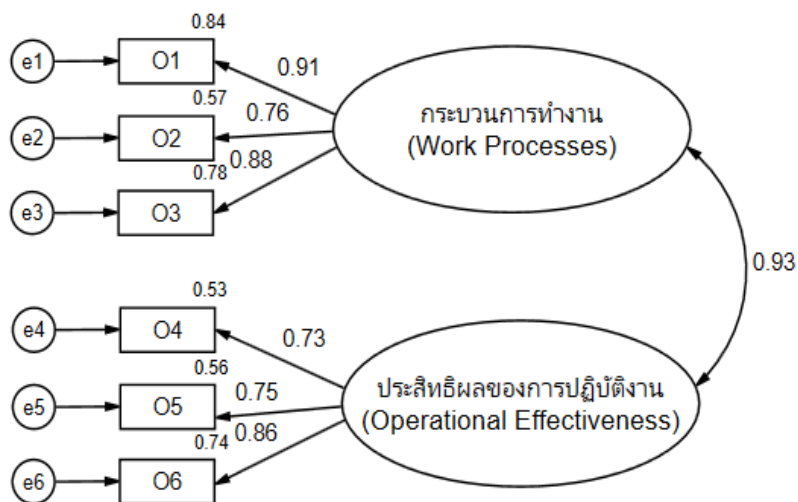 0.84
e1 O1 0.91
0.57
e2 O2 0.76
0.78 0.88
e3 O3
กระบวนการทำงาน
(Work Processes)
0.93
0.53
e4 O4 0.73
0.56
e5 O5 0.75
0.74 0.86
e6 O6
ประสิทธิผลของการปฏิบัติงาน
(Operational Effectiveness)